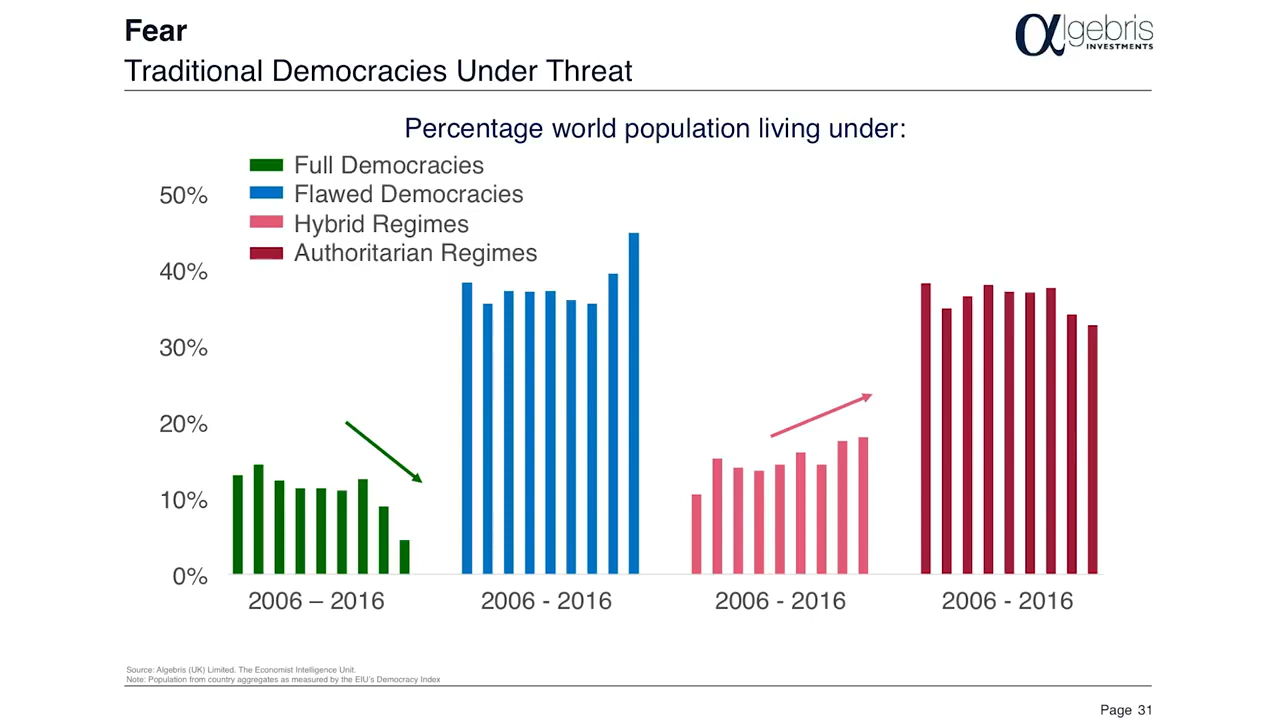 Fear
αlgebris
INVESTMENTS
Traditional Democracies Under Threat
Percentage world population living under:
Full Democracies
Flawed Democracies
Hybrid Regimes
Authoritarian Regimes
50%
40%
30%
20%
10%
0%
2006 – 2016
2006 - 2016
2006 - 2016
2006 - 2016
Source: Algebris (UK) Limited. The Economist Intelligence Unit.
Note: Population from country aggregates as measured by the EIU's Democracy Index
Page 31